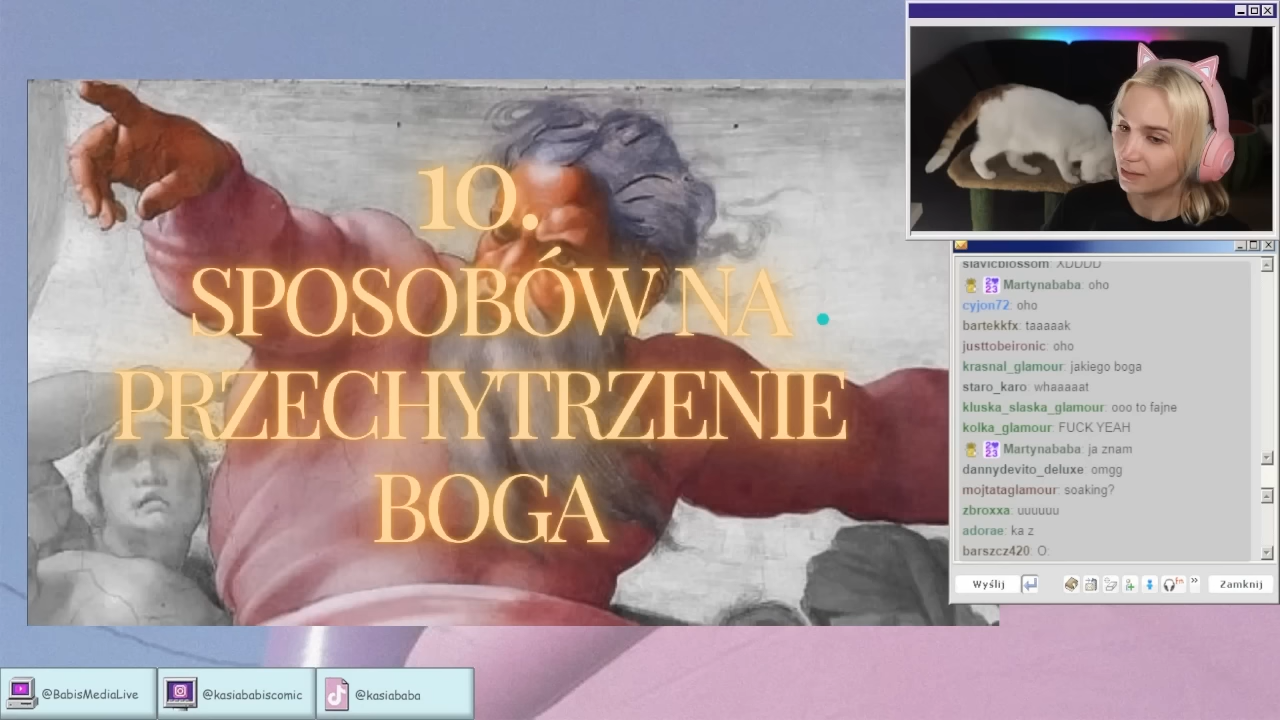 10.
SPOSOBÓW NA
PRZECHYTRZENIE
BOGA
slavicblossom: XDDDD
Martynababa: oho
cyjon72: oho
bartekkfx: taaaaak
justtobeironic: oho
krasnal_glamour: jakiego boga
staro_karo: whaaaaat
kluska_slaska_glamour: ooo to fajne
kolka_glamour: FUCK YEAH
Martynababa: ja znam
dannydevito_deluxe: omgg
mojtataglamour: soaking?
zbroxxa: uuuuuu
adorae: ka z
barszcz420: O:
Wyślij
fn
Zamknij
@BabisMediaLive
@kasiababiscomic
@kasiababa